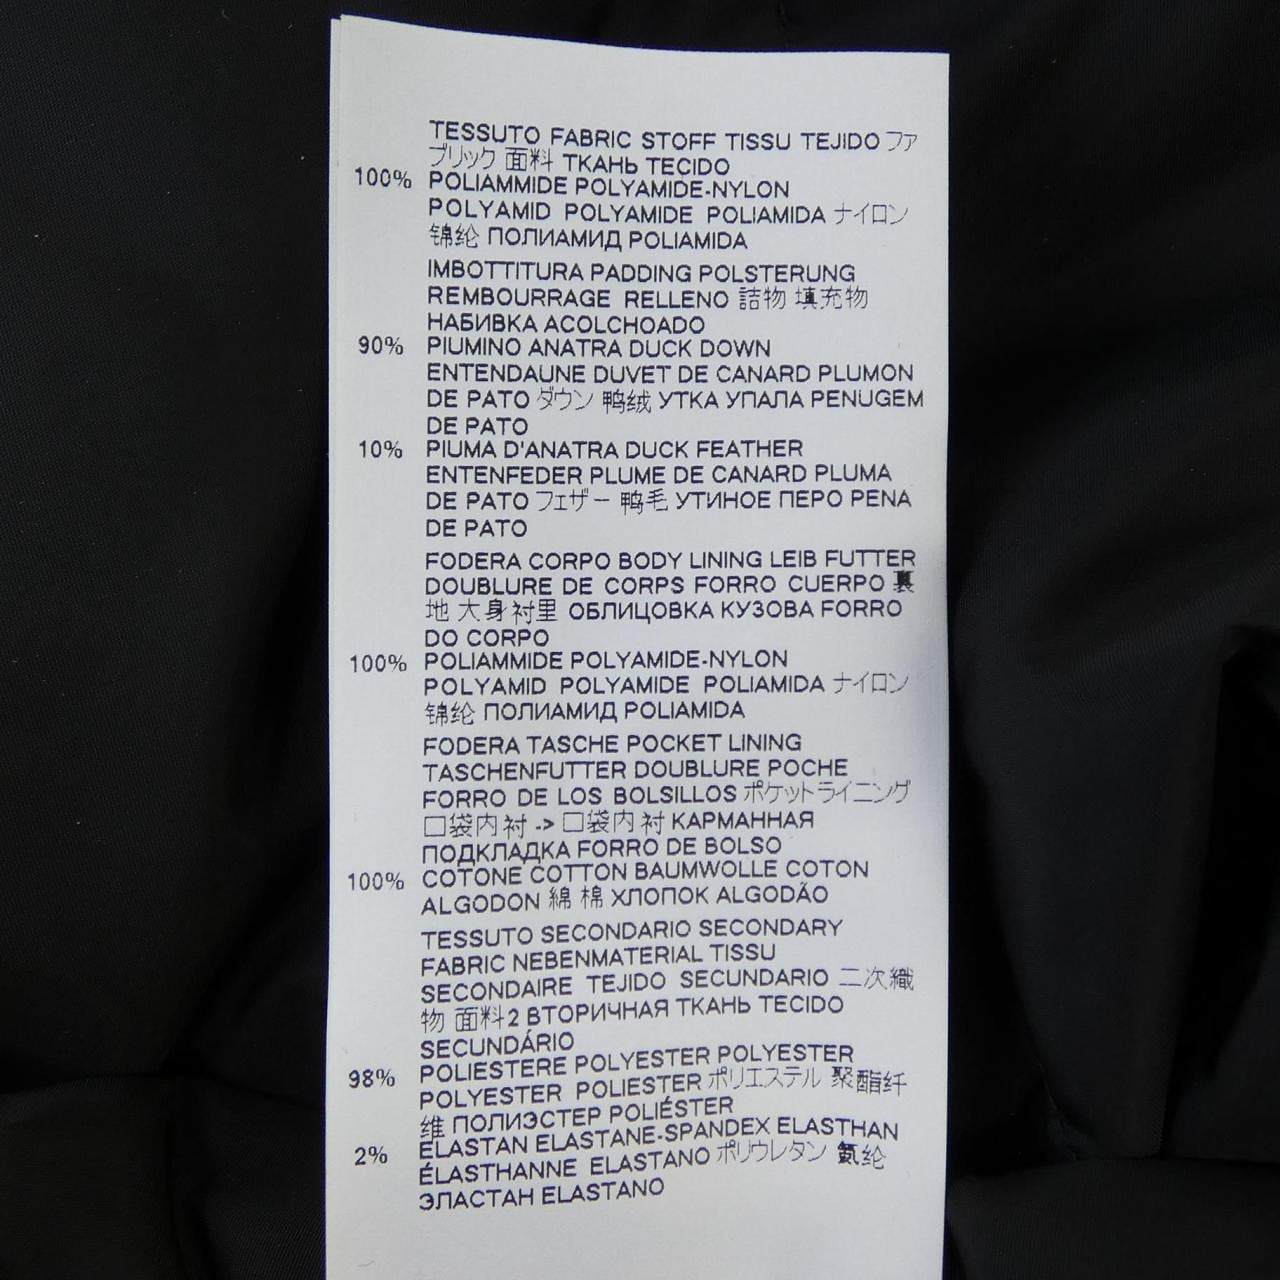 TESSUTO FABRIC STOFF TISSU TEJIDO ファ
ブリック 面料 ТКАНЬ TECIDO
100% POLIAMMIDE POLYAMIDE-NYLON
POLYAMID POLYAMIDE POLIAMIDA ナイロン
锦纶 ПОЛИАМИД POLIAMIDA
IMBOTTITURA PADDING POLSTERUNG
REMBOURRAGE RELLENO 詰物 填充物
НАБИВКА ACOLCHOADO
90% PIUMINO ANATRA DUCK DOWN
ENTENDAUNE DUVET DE CANARD PLUMON
DE PATO ダウン 鸭绒 УТКА УПАЛА PENUGEM
DE PATO
10% PIUMA D'ANATRA DUCK FEATHER
ENTENFEDER PLUME DE CANARD PLUMA
DE PATO フェザー 鸭毛 УТИНОЕ ПЕРО PENA
DE PATO
FODERA CORPO BODY LINING LEIB FUTTER
DOUBLURE DE CORPS FORRO CUERPO 裏
地 大身衬里 ОБЛИЦОВКА КУЗОВА FORRO
DO CORPO
100% POLIAMMIDE POLYAMIDE-NYLON
POLYAMID POLYAMIDE POLIAMIDA ナイロン
锦纶 ПОЛИАМИД POLIAMIDA
FODERA TASCHE POCKET LINING
TASCHENFUTTER DOUBLURE POCHE
FORRO DE LOS BOLSILLOS ポケットライニング
口袋内衬 -> 口袋内衬 КАРМАННАЯ
ПОДКЛАДКА FORRO DE BOLSO
100% COTONE COTTON BAUMWOLLE COTON
ALGODON 綿 棉 ХЛОПОК ALGODÃO
TESSUTO SECONDARIO SECONDARY
FABRIC NEBENMATERIAL TISSU
SECONDAIRE TEJIDO SECUNDARIO 二次織
物 面料2 ВТОРИЧНАЯ ТКАНЬ TECIDO
SECUNDÁRIO
98% POLIESTERE POLYESTER POLYESTER
POLYESTER POLIESTER ポリエステル 聚酯纤
维 ПОЛИЭСТЕР POLIÉSTER
2% ELASTAN ELASTANE-SPANDEX ELASTHAN
ÉLASTHANNE ELASTANO ポリウレタン 氨纶
ЭЛАСТАН ELASTANO